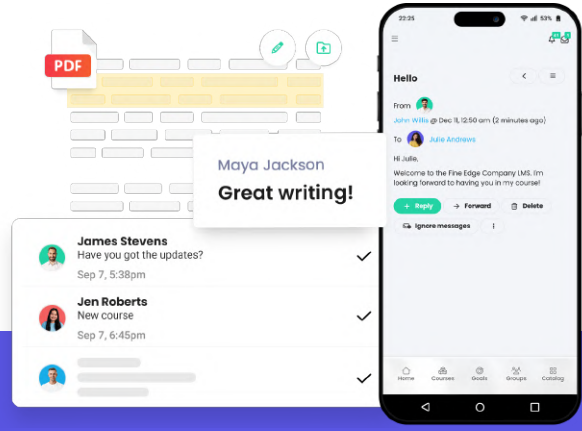 PDF
Maya Jackson
Great writing!
James Stevens
Have you got the updates?
Sep 7, 5:38pm
Jen Roberts
New course
Sep 7, 6:45pm
22:25
53%
Hello
From
John Willis @ Dec 11, 12:50 am (2 minutes ago)
To Julie Andrews
Hi Julie,
Welcome to the Fine Edge Company LMS. I'm
looking forward to having you in my course!
+ Reply → Forward Delete
Ignore messages
Home Courses Goals Groups Catalog